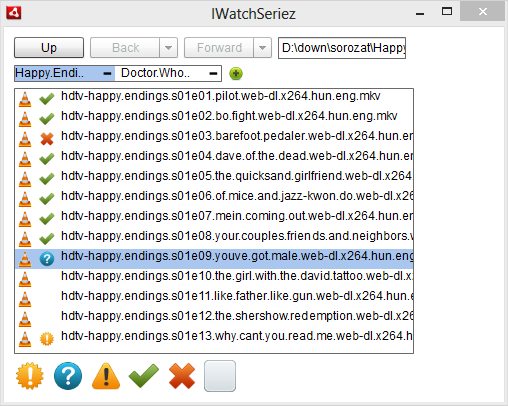 IWatchSeriez
Up Back Forward D:\down\sorozat\Happy
Happy.Endi.. Doctor.Who..
hdtv-happy.endings.s01e01.pilot.web-dl.x264.hun.eng.mkv
hdtv-happy.endings.s01e02.bo.fight.web-dl.x264.hun.eng.mkv
hdtv-happy.endings.s01e03.barefoot.pedaler.web-dl.x264.hun.en
hdtv-happy.endings.s01e04.dave.of.the.dead.web-dl.x264.hun.e
hdtv-happy.endings.s01e05.the.quicksand.girlfriend.web-dl.x264
hdtv-happy.endings.s01e06.of.mice.and.jazz-kwon.do.web-dl.x26
hdtv-happy.endings.s01e07.mein.coming.out.web-dl.x264.hun.e
hdtv-happy.endings.s01e08.your.couples.friends.and.neighbors.w
hdtv-happy.endings.s01e09.youve.got.male.web-dl.x264.hun.eng
hdtv-happy.endings.s01e10.the.girl.with.the.david.tattoo.web-dl.x
hdtv-happy.endings.s01e11.like.father.like.gun.web-dl.x264.hun.e
hdtv-happy.endings.s01e12.the.shershow.redemption.web-dl.x2
hdtv-happy.endings.s01e13.why.cant.you.read.me.web-dl.x264.h